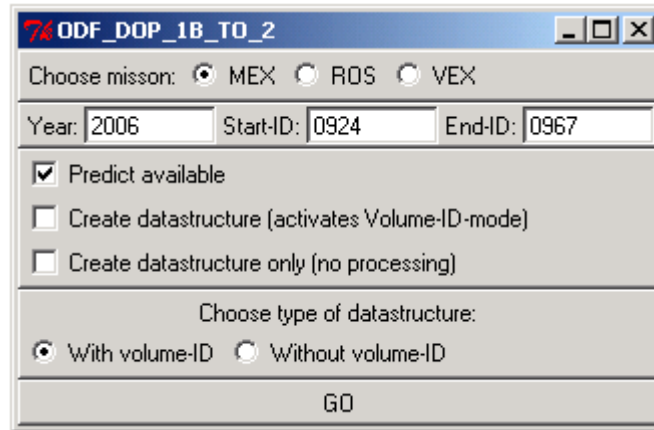 ODF_DOP_1B_TO_2
Choose misson: MEX ROS VEX
Year: 2006 Start-ID: 0924 End-ID: 0967
Predict available
Create datastructure (activates Volume-ID-mode)
Create datastructure only (no processing)
Choose type of datastructure:
With volume-ID Without volume-ID
GO